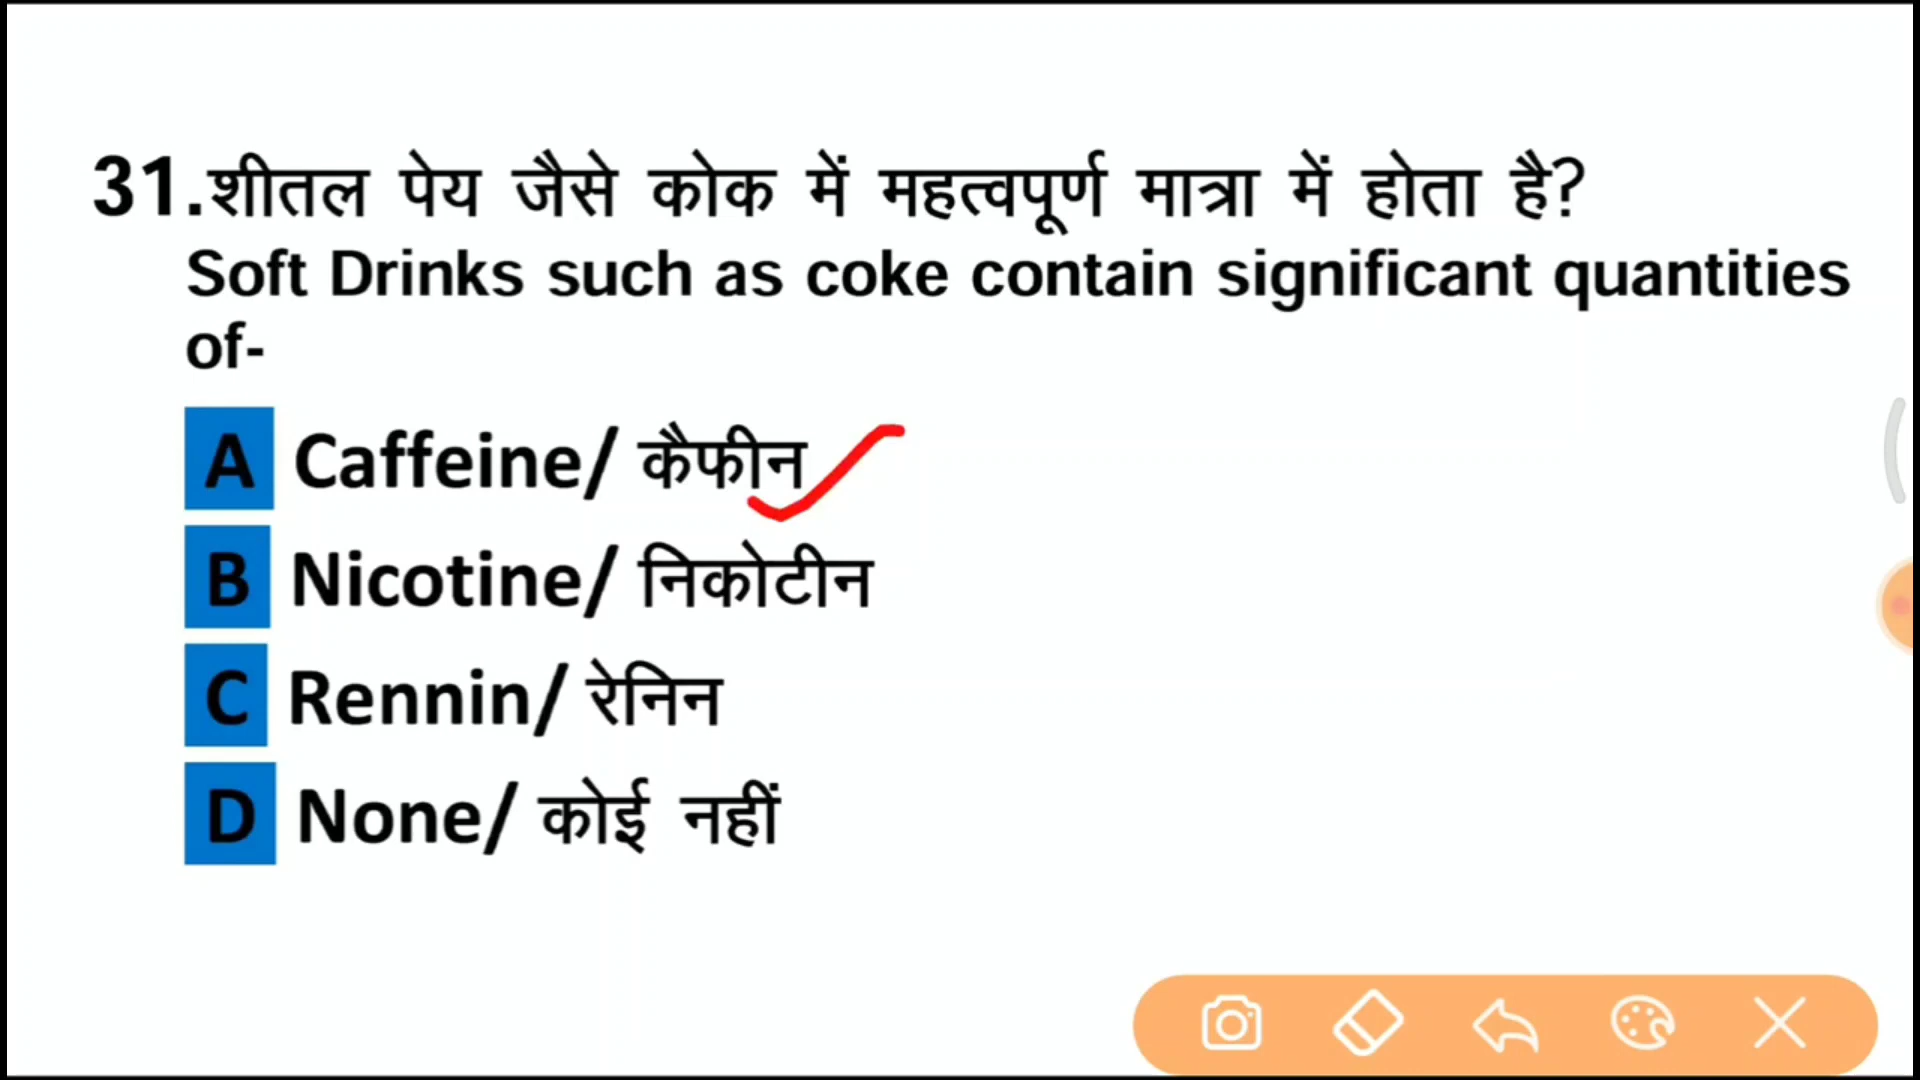 31.शीतल पेय जैसे कोक में महत्वपूर्ण मात्रा में होता है?
Soft Drinks such as coke contain significant quantities
of-
A Caffeine/ कैफीन
B Nicotine/ निकोटीन
C Rennin/ रेनिन
D None/ कोई नहीं